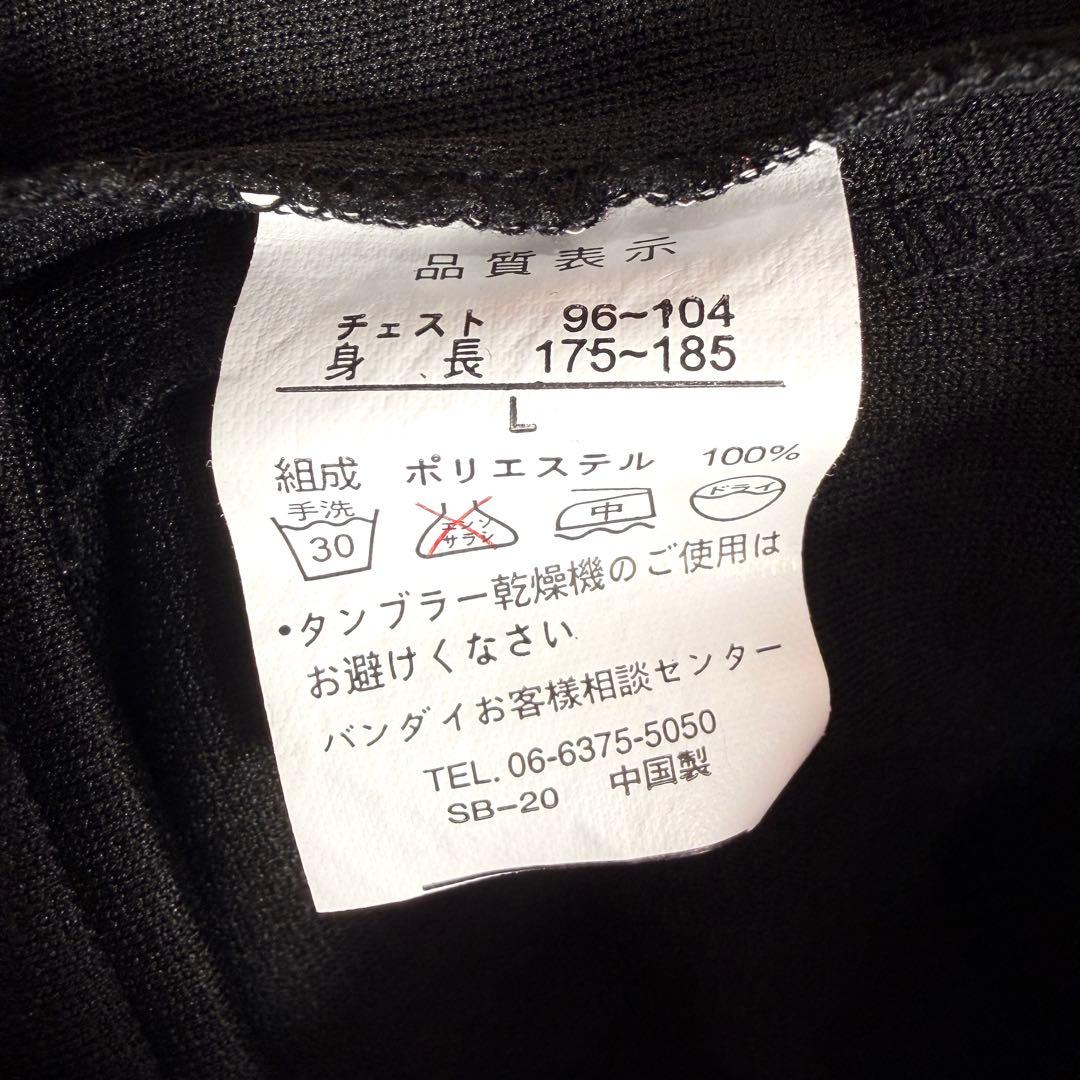 品質表示
チェスト 96~104
身長 175~185
L
組成 ポリエステル 100%
手洗 30 エンソサラシ 中 ドライ
・タンブラー乾燥機のご使用は
お避けくなさい
バンダイお客様相談センター
TEL. 06-6375-5050
SB-20 中国製